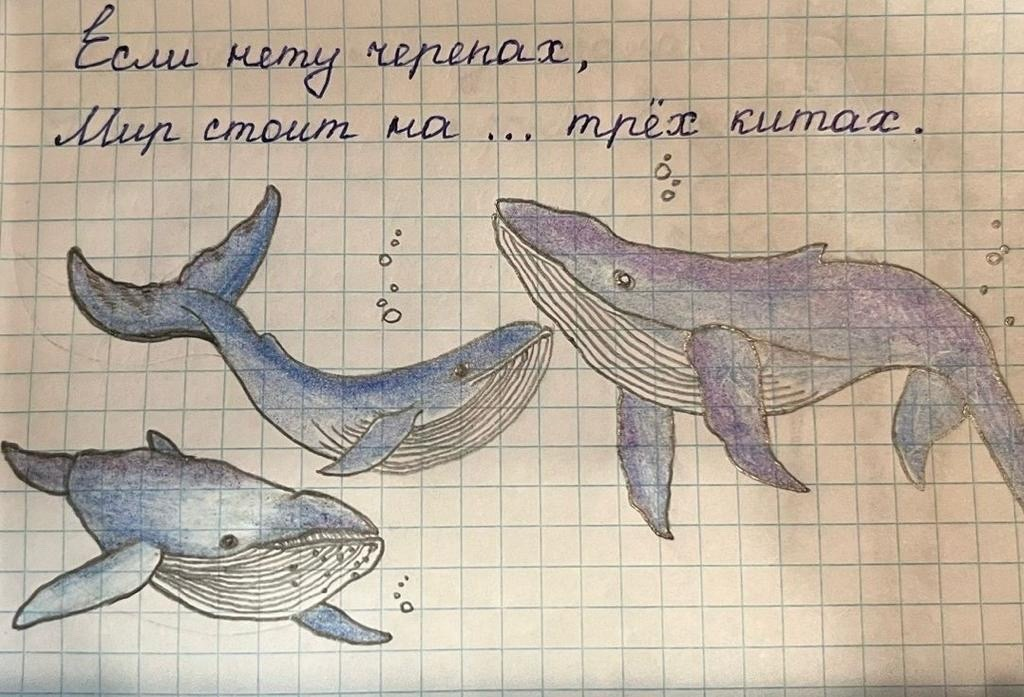 Если нету черепах,
Мир стоит на ... трёх китах.